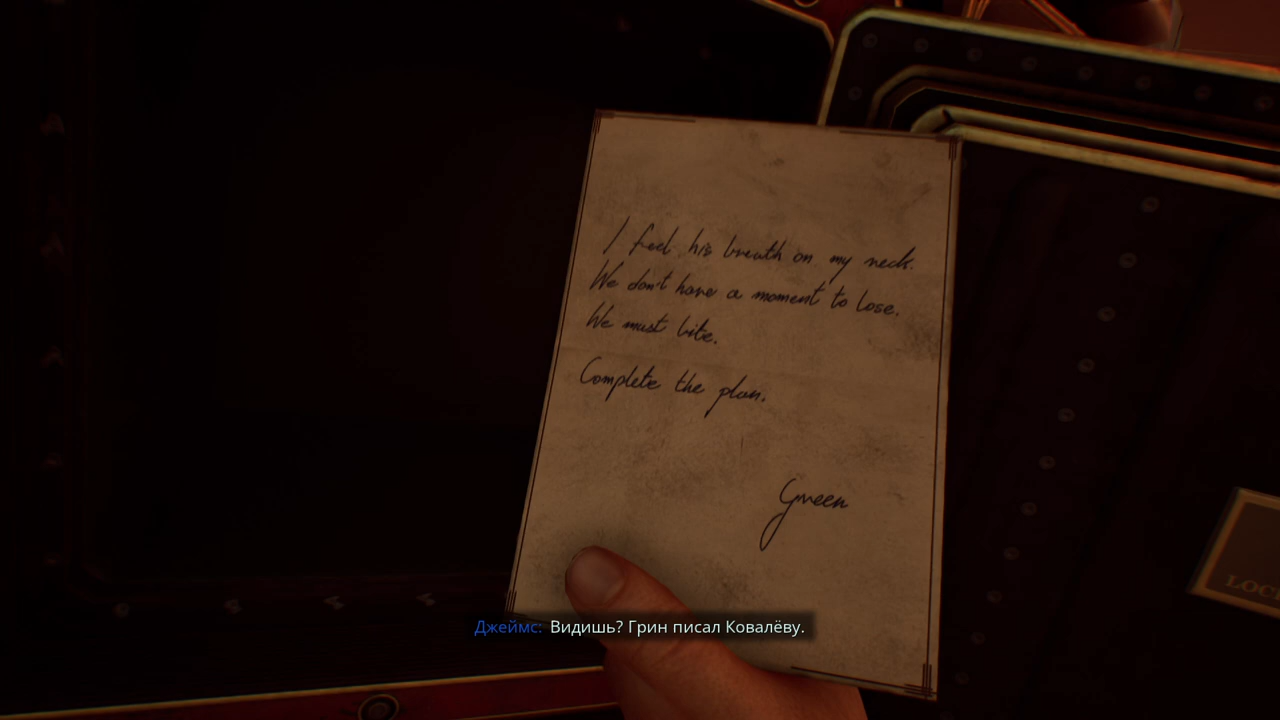 I feel his breath on my neck.
We don't have a moment to lose.
We must bite.
Complete the plan.
Green
LOC
Джеймс: Видишь? Грин писал Ковалёву.